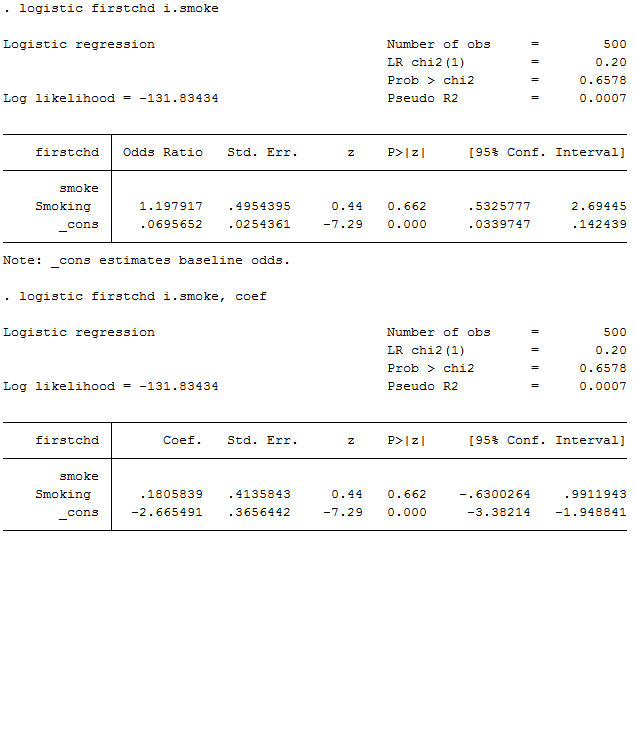 . logistic firstchd i.smoke
Logistic regression Number of obs = 500
LR chi2(1) = 0.20
Prob > chi2 = 0.6578
Log likelihood = -131.83434 Pseudo R2 = 0.0007
firstchd Odds Ratio Std. Err. z P>|z| [95% Conf. Interval]
smoke
Smoking 1.197917 .4954395 0.44 0.662 .5325777 2.69445
_cons .0695652 .0254361 -7.29 0.000 .0339747 .142439
Note: _cons estimates baseline odds.
. logistic firstchd i.smoke, coef
Logistic regression Number of obs = 500
LR chi2(1) = 0.20
Prob > chi2 = 0.6578
Log likelihood = -131.83434 Pseudo R2 = 0.0007
firstchd Coef. Std. Err. z P>|z| [95% Conf. Interval]
smoke
Smoking .1805839 .4135843 0.44 0.662 -.6300264 .9911943
_cons -2.665491 .3656442 -7.29 0.000 -3.38214 -1.948841